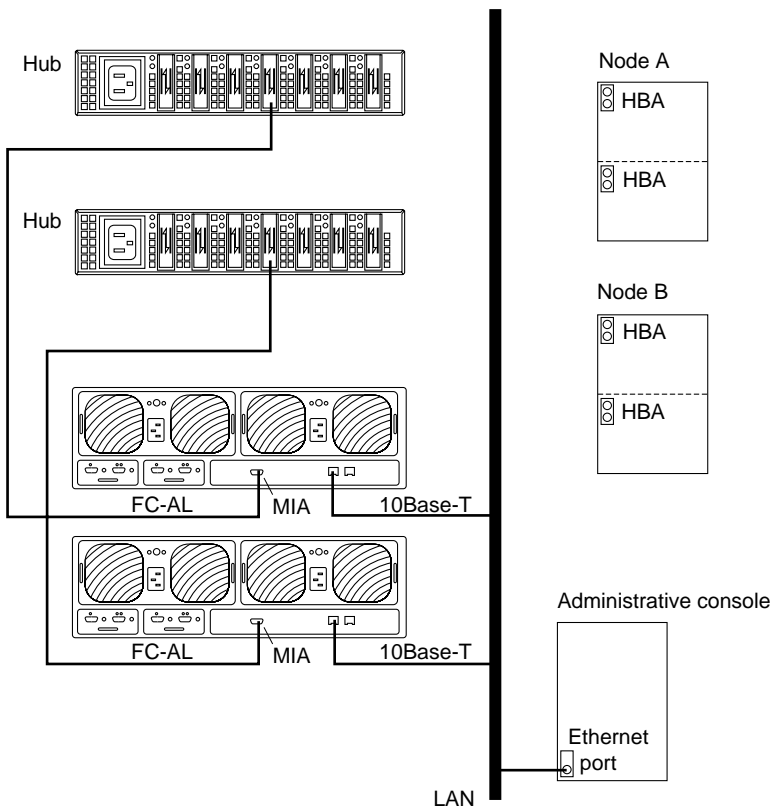 Hub
Node A
HBA
HBA
Hub
Node B
HBA
HBA
FC-AL
MIA
10Base-T
Administrative console
FC-AL
MIA
10Base-T
Ethernet
port
LAN